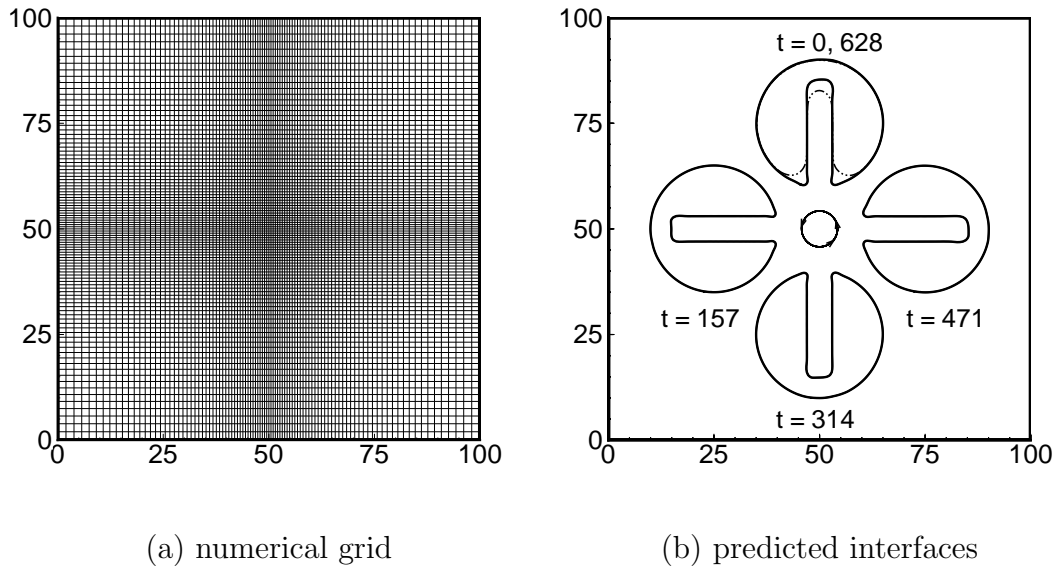 100
75
50
25
0
0 25 50 75 100
(a) numerical grid
100
75
50
25
0
0 25 50 75 100
t = 0, 628
t = 157
t = 471
t = 314
(b) predicted interfaces